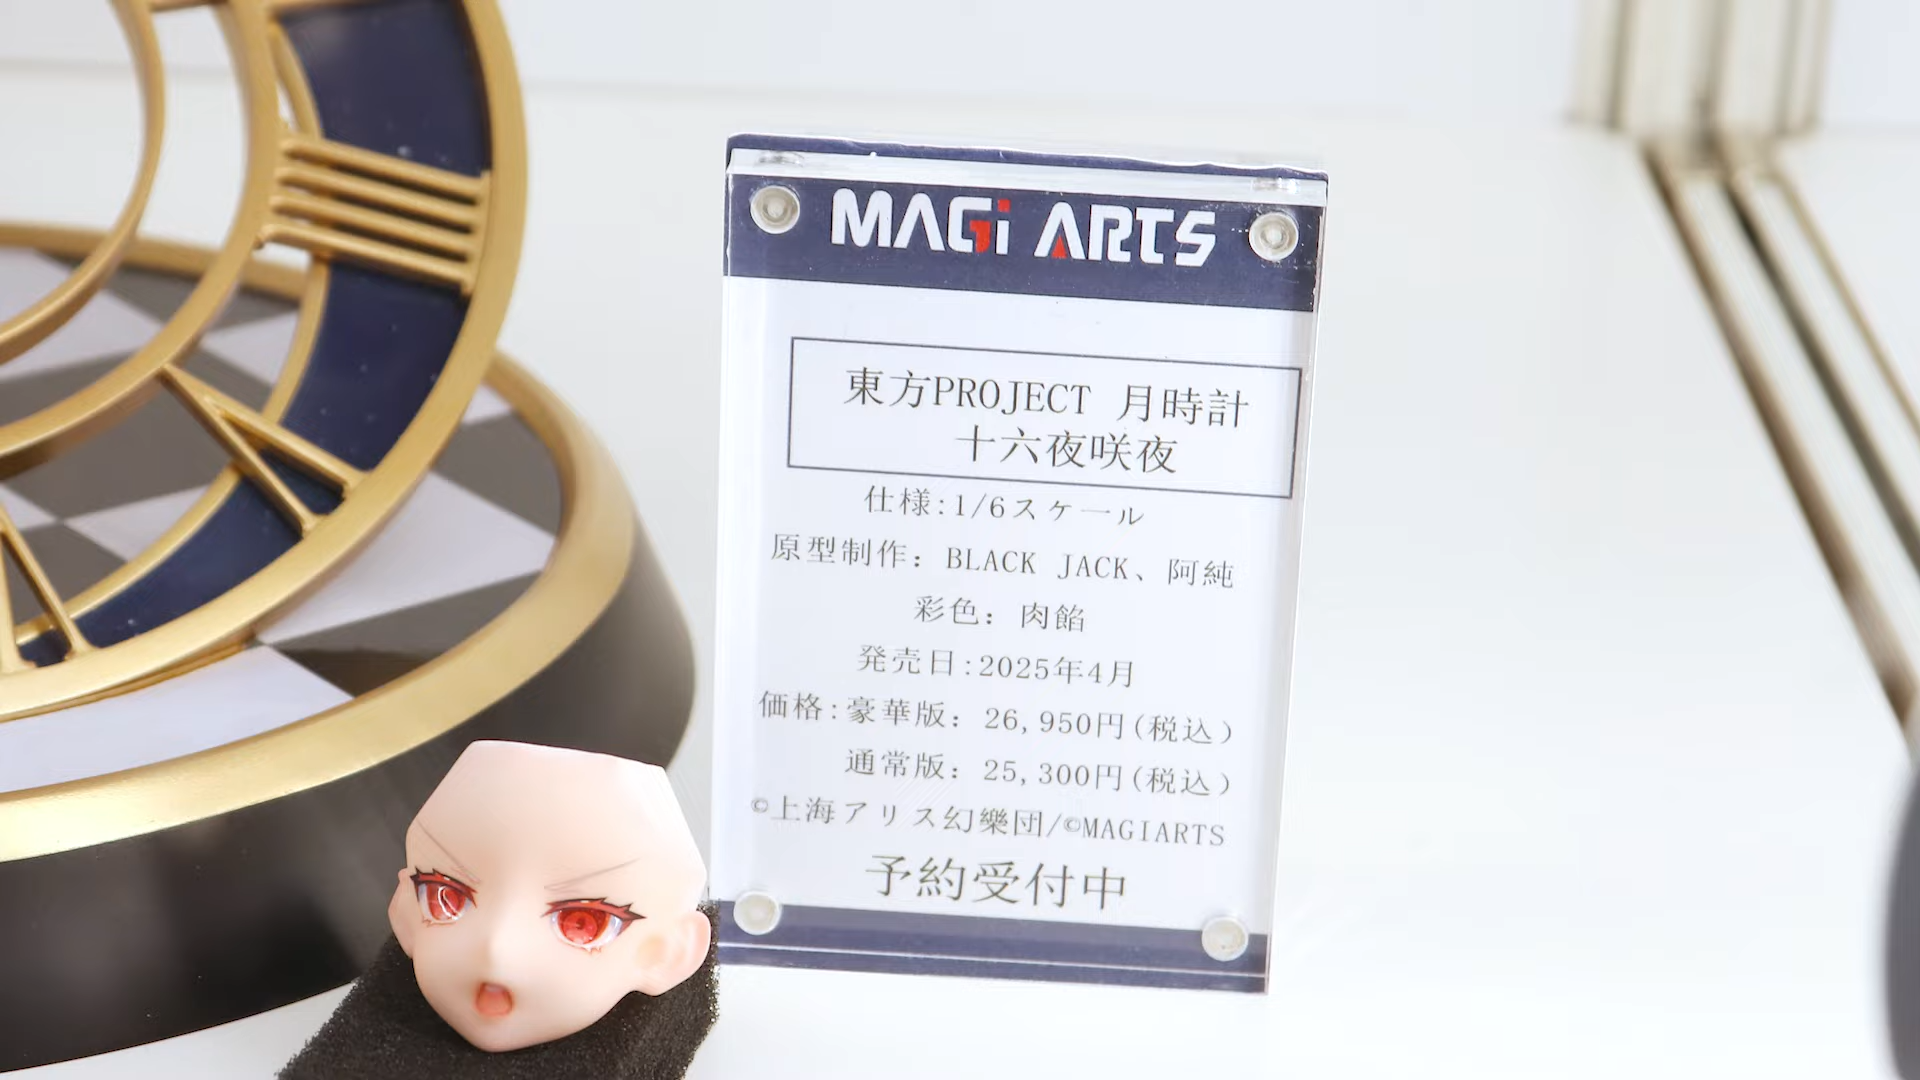 MAGi ARTS
東方PROJECT 月時計
十六夜咲夜
仕様:1/6スケール
原型制作：BLACK JACK、阿純
彩色：肉餡
発売日:2025年4月
価格:豪華版：26,950円(税込)
通常版：25,300円(税込)
©上海アリス幻樂団/©MAGIARTS
予約受付中